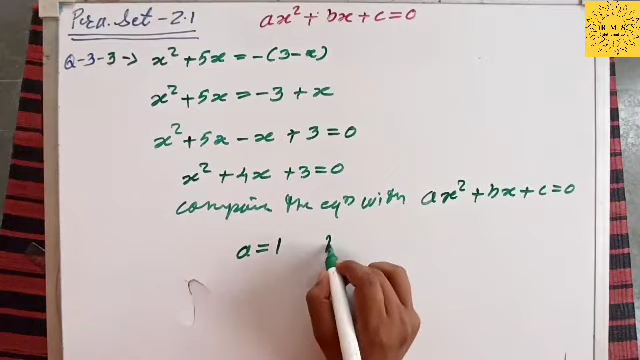 Pra. Set - 2.1
ax² + bx + c = 0
Q-3-3 → x² + 5x = -(3-x)
x² + 5x = -3 + x
x² + 5x - x + 3 = 0
x² + 4x + 3 = 0
compare the eqⁿ with ax² + bx + c = 0
a = 1